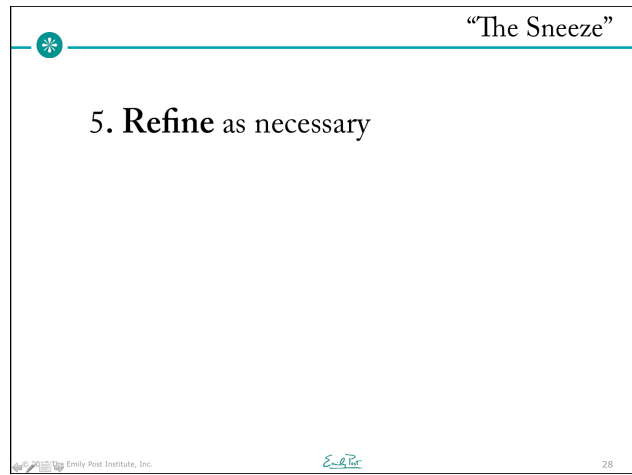 “The Sneeze”
5. Refine as necessary
The Emily Post Institute, Inc.
Emily Post
28